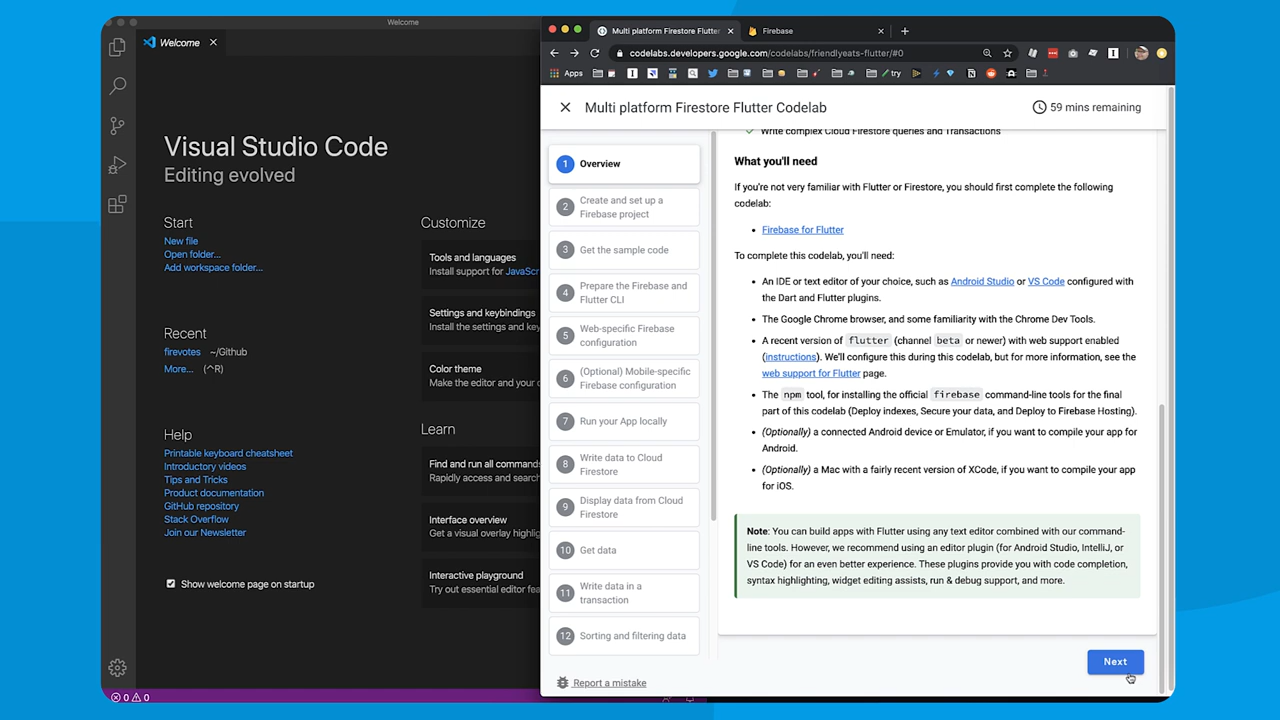 Welcome
Welcome
Visual Studio Code
Editing evolved
Start
New file
Open folder...
Add workspace folder...
Recent
firevotes ~/Github
More... (^R)
Help
Printable keyboard cheatsheet
Introductory videos
Tips and Tricks
Product documentation
GitHub repository
Stack Overflow
Join our Newsletter
Show welcome page on startup
Customize
Tools and languages
Install support for JavaScr
Settings and keybindings
Install the settings and key
Color theme
Make the editor and your c
Learn
Find and run all commands
Rapidly access and search
Interface overview
Get a visual overlay highlig
Interactive playground
Try out essential editor fea
0 0
Multi platform Firestore Flutter
Firebase
codelabs.developers.google.com/codelabs/friendlyeats-flutter/#0
Apps
try
Multi platform Firestore Flutter Codelab
59 mins remaining
1 Overview
2 Create and set up a
Firebase project
3 Get the sample code
4 Prepare the Firebase and
Flutter CLI
5 Web-specific Firebase
configuration
6 (Optional) Mobile-specific
Firebase configuration
7 Run your App locally
8 Write data to Cloud
Firestore
9 Display data from Cloud
Firestore
10 Get data
11 Write data in a
transaction
12 Sorting and filtering data
Report a mistake
Write complex Cloud Firestore queries and Transactions
What you'll need
If you're not very familiar with Flutter or Firestore, you should first complete the following
codelab:
• Firebase for Flutter
To complete this codelab, you'll need:
• An IDE or text editor of your choice, such as Android Studio or VS Code configured with
the Dart and Flutter plugins.
• The Google Chrome browser, and some familiarity with the Chrome Dev Tools.
• A recent version of flutter (channel beta or newer) with web support enabled
(instructions). We'll configure this during this codelab, but for more information, see the
web support for Flutter page.
• The npm tool, for installing the official firebase command-line tools for the final
part of this codelab (Deploy indexes, Secure your data, and Deploy to Firebase Hosting).
• (Optionally) a connected Android device or Emulator, if you want to compile your app for
Android.
• (Optionally) a Mac with a fairly recent version of XCode, if you want to compile your app
for iOS.
Note: You can build apps with Flutter using any text editor combined with our command-
line tools. However, we recommend using an editor plugin (for Android Studio, IntelliJ, or
VS Code) for an even better experience. These plugins provide you with code completion,
syntax highlighting, widget editing assists, run & debug support, and more.
Next